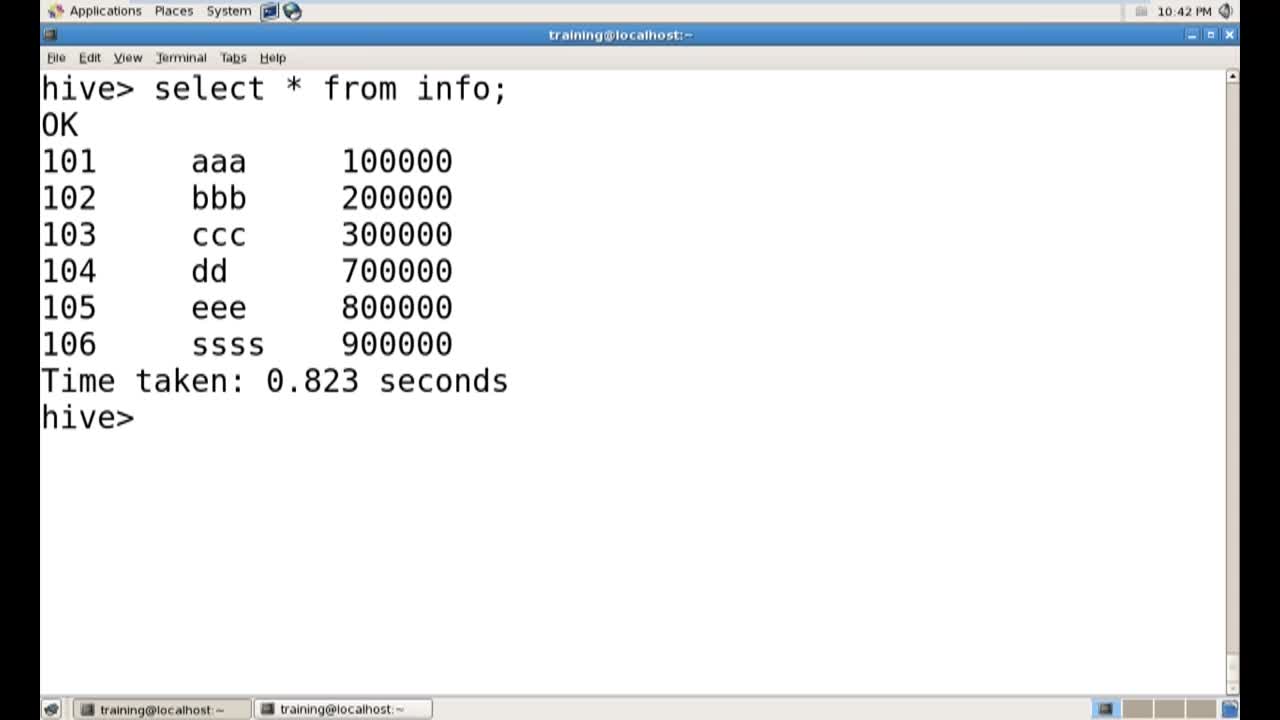 Applications Places System 10:42 PM
training@localhost:~
File Edit View Terminal Tabs Help
hive> select * from info;
OK
101 aaa 100000
102 bbb 200000
103 ccc 300000
104 dd 700000
105 eee 800000
106 ssss 900000
Time taken: 0.823 seconds
hive>
training@localhost:~ training@localhost:~